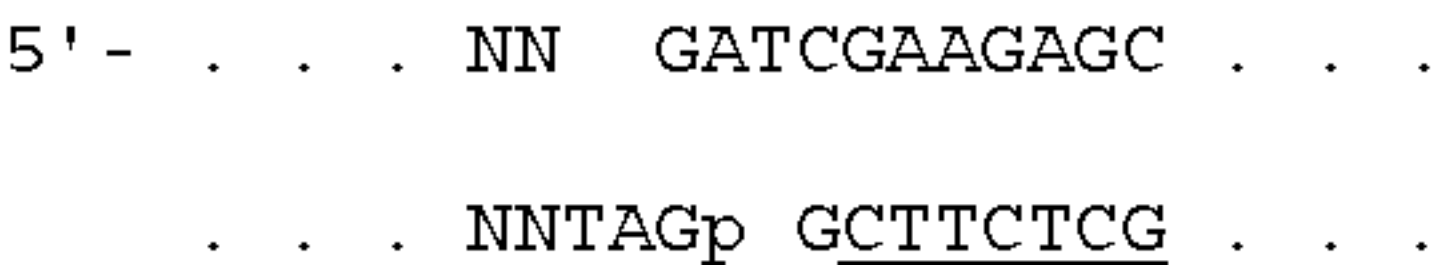 5'- . . . NN GATCGAAGAGC . . .
. . . NNTAGp GCTTCTCG . . .